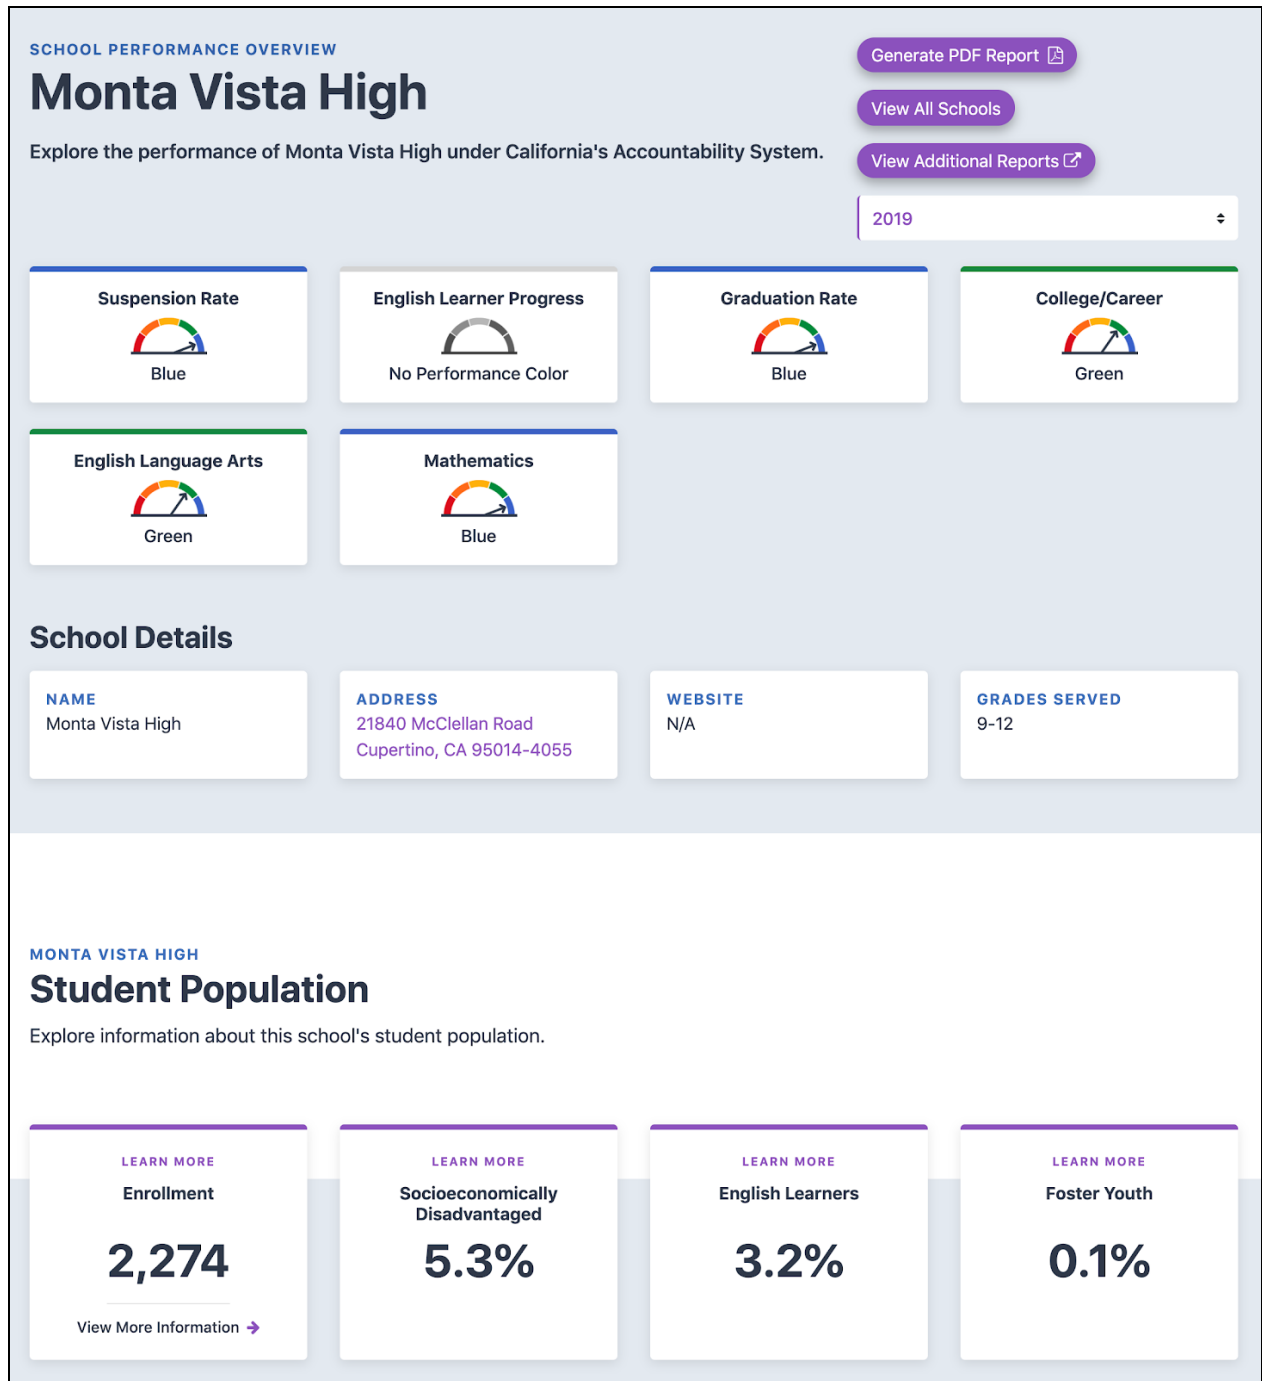 SCHOOL PERFORMANCE OVERVIEW
Monta Vista High
Explore the performance of Monta Vista High under California's Accountability System.
Generate PDF Report
View All Schools
View Additional Reports
2019
Suspension Rate
Blue
English Learner Progress
No Performance Color
Graduation Rate
Blue
College/Career
Green
English Language Arts
Green
Mathematics
Blue
School Details
NAME
Monta Vista High
ADDRESS
21840 McClellan Road
Cupertino, CA 95014-4055
WEBSITE
N/A
GRADES SERVED
9-12
MONTA VISTA HIGH
Student Population
Explore information about this school's student population.
LEARN MORE
Enrollment
2,274
View More Information
LEARN MORE
Socioeconomically
Disadvantaged
5.3%
LEARN MORE
English Learners
3.2%
LEARN MORE
Foster Youth
0.1%